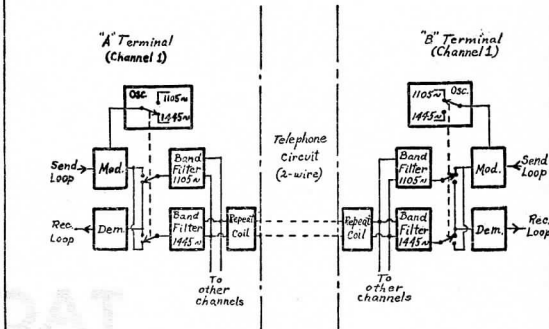 "A" Terminal
(Channel 1)
"B" Terminal
(Channel 1)
Osc.
1105~
1445~
Send
Loop
Mod.
Band
Filter
1105~
Rec.
Loop
Dem.
Band
Filter
1445~
Repeat
Coil
To
other
channels
Telephone
Circuit
(2-wire)
Osc.
1105~
1445~
Band
Filter
1105~
Mod.
Send
Loop
Repeat
Coil
Band
Filter
1445~
Dem.
Rec.
Loop
To
other
channels